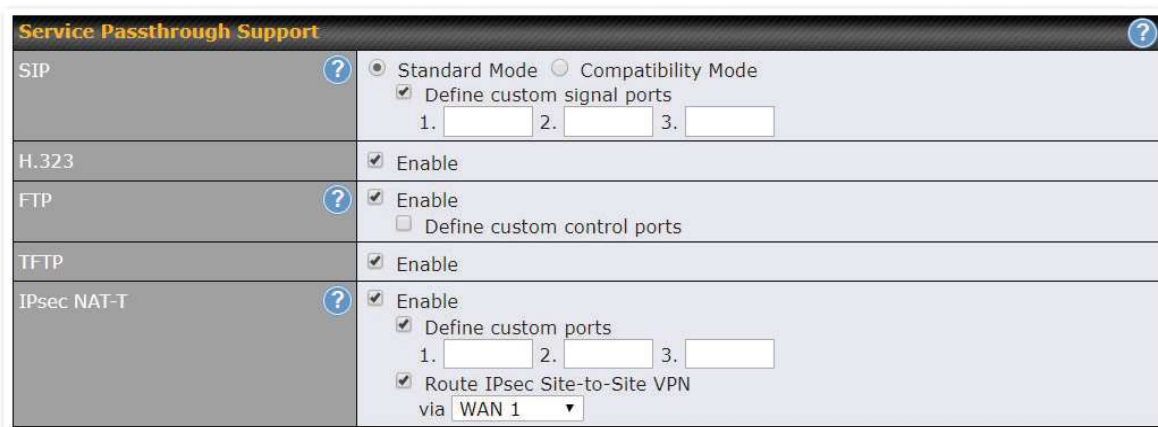 Service Passthrough Support ?
SIP ? Standard Mode Compatibility Mode
Define custom signal ports
1. 2. 3.
H.323 Enable
FTP ? Enable
Define custom control ports
TFTP Enable
IPsec NAT-T ? Enable
Define custom ports
1. 2. 3.
Route IPsec Site-to-Site VPN
via WAN 1